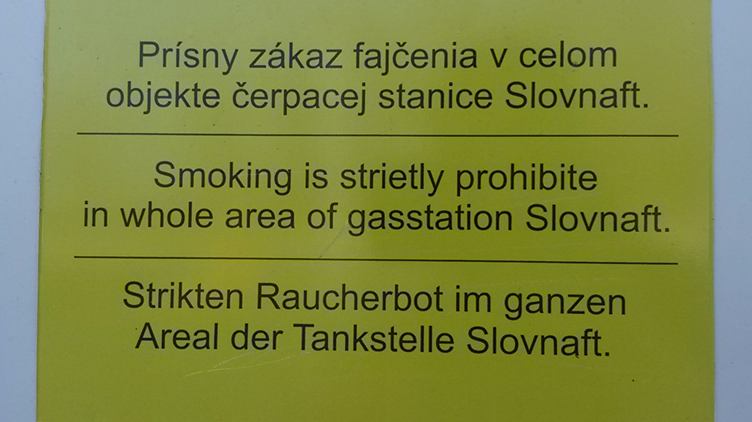 Prísny zákaz fajčenia v celom
objekte čerpacej stanice Slovnaft.
Smoking is strietly prohibite
in whole area of gasstation Slovnaft.
Strikten Raucherbot im ganzen
Areal der Tankstelle Slovnaft.